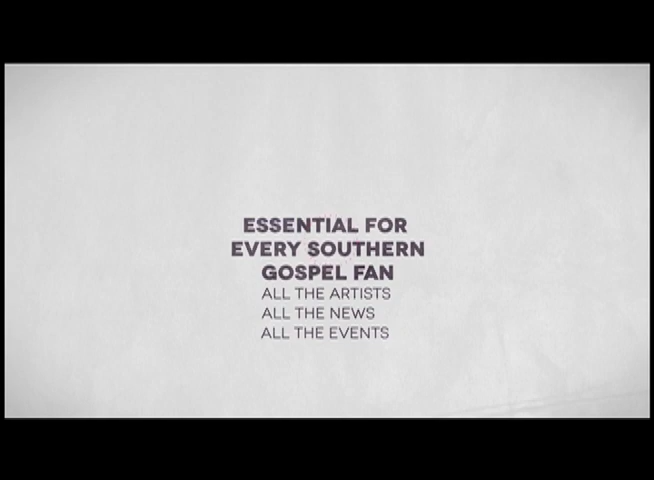 ESSENTIAL FOR
EVERY SOUTHERN
GOSPEL FAN
ALL THE ARTISTS
ALL THE NEWS
ALL THE EVENTS